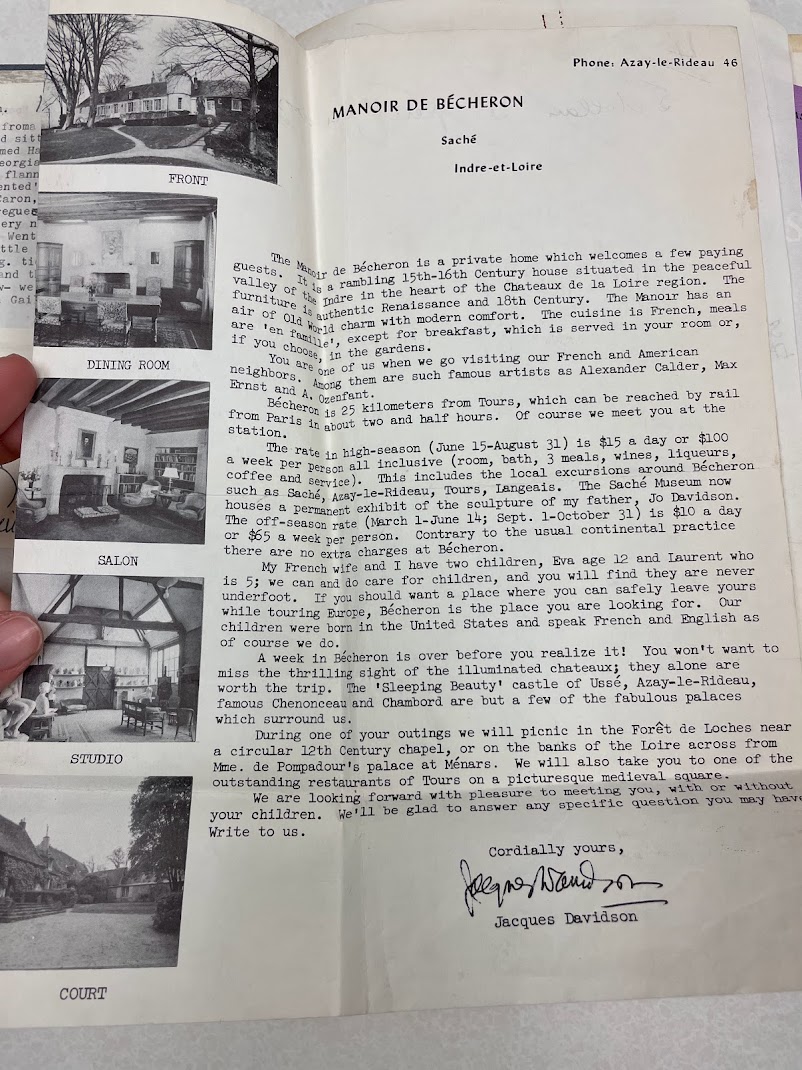 Phone: Azay-le-Rideau 46
MANOIR DE BÉCHERON
Saché
Indre-et-Loire
The Manoir de Bécheron is a private home which welcomes a few paying
guests. It is a rambling 15th-16th Century house situated in the peaceful
valley of the Indre in the heart of the Chateaux de la Loire region. The
furniture is authentic Renaissance and 18th Century. The Manoir has an
air of Old World charm with modern comfort. The cuisine is French, meals
are 'en famille', except for breakfast, which is served in your room or,
if you choose, in the gardens.
You are one of us when we go visiting our French and American
neighbors. Among them are such famous artists as Alexander Calder, Max
Ernst and A. Ozenfant.
Bécheron is 25 kilometers from Tours, which can be reached by rail
from Paris in about two and half hours. Of course we meet you at the
station.
The rate in high-season (June 15-August 31) is $15 a day or $100
a week per person all inclusive (room, bath, 3 meals, wines, liqueurs,
coffee and service). This includes the local excursions around Bécheron
such as Saché, Azay-le-Rideau, Tours, Langeais. The Saché Museum now
houses a permanent exhibit of the sculpture of my father, Jo Davidson.
The off-season rate (March 1-June 14; Sept. 1-October 31) is $10 a day
or $65 a week per person. Contrary to the usual continental practice
there are no extra charges at Bécheron.
My French wife and I have two children, Eva age 12 and Laurent who
is 5; we can and do care for children, and you will find they are never
underfoot. If you should want a place where you can safely leave yours
while touring Europe, Bécheron is the place you are looking for. Our
children were born in the United States and speak French and English as
of course we do.
A week in Bécheron is over before you realize it! You won't want to
miss the thrilling sight of the illuminated chateaux; they alone are
worth the trip. The 'Sleeping Beauty' castle of Ussé, Azay-le-Rideau,
famous Chenonceau and Chambord are but a few of the fabulous palaces
which surround us.
During one of your outings we will picnic in the Forêt de Loches near
a circular 12th Century chapel, or on the banks of the Loire across from
Mme. de Pompadour's palace at Ménars. We will also take you to one of the
outstanding restaurants of Tours on a picturesque medieval square.
We are looking forward with pleasure to meeting you, with or without
your children. We'll be glad to answer any specific question you may have
Write to us.
Cordially yours,
Jacques Davidson
Jacques Davidson
FRONT
DINING ROOM
SALON
STUDIO
COURT